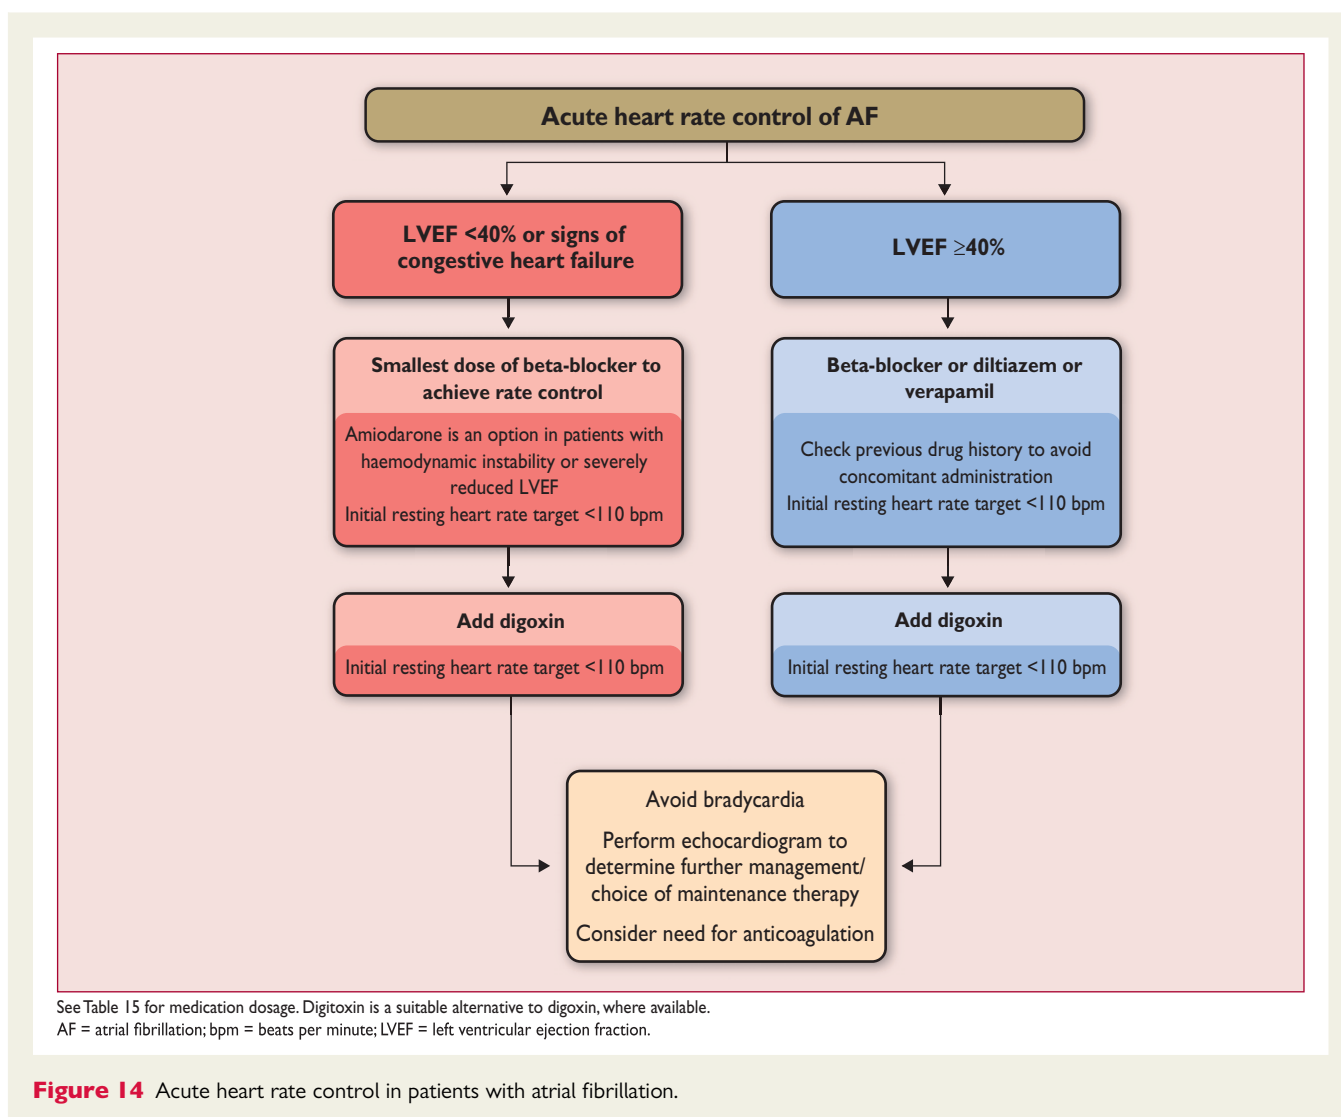 Acute heart rate control of AF
LVEF <40% or signs of
congestive heart failure
LVEF ≥40%
Smallest dose of beta-blocker to
achieve rate control
Amiodarone is an option in patients with
haemodynamic instability or severely
reduced LVEF
Initial resting heart rate target <110 bpm
Beta-blocker or diltiazem or
verapamil
Check previous drug history to avoid
concomitant administration
Initial resting heart rate target <110 bpm
Add digoxin
Initial resting heart rate target <110 bpm
Add digoxin
Initial resting heart rate target <110 bpm
Avoid bradycardia
Perform echocardiogram to
determine further management/
choice of maintenance therapy
Consider need for anticoagulation
See Table 15 for medication dosage. Digitoxin is a suitable alternative to digoxin, where available.
AF = atrial fibrillation; bpm = beats per minute; LVEF = left ventricular ejection fraction.
Figure 14 Acute heart rate control in patients with atrial fibrillation.